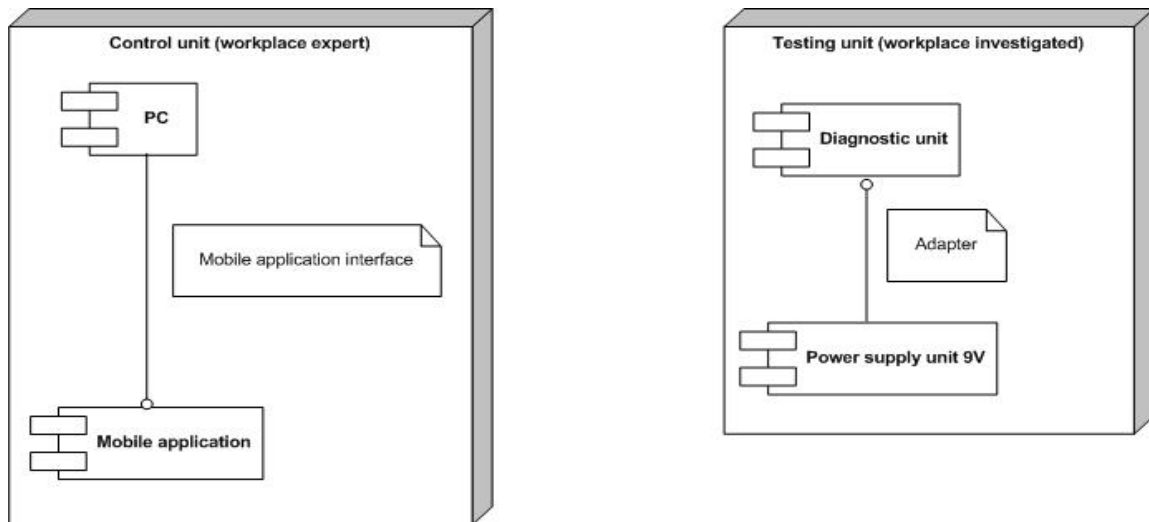 Control unit (workplace expert)
PC
Mobile application interface
Mobile application
Testing unit (workplace investigated)
Diagnostic unit
Adapter
Power supply unit 9V